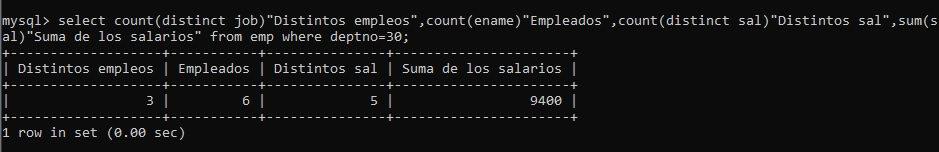 mysql> select count(distinct job)"Distintos empleos",count(ename)"Empleados",count(distinct sal)"Distintos sal",sum(s
al)"Suma de los salarios" from emp where deptno=30;
+-------------------+-----------+---------------+----------------------+
| Distintos empleos | Empleados | Distintos sal | Suma de los salarios |
+-------------------+-----------+---------------+----------------------+
|                 3 |         6 |             5 |                 9400 |
+-------------------+-----------+---------------+----------------------+
1 row in set (0.00 sec)